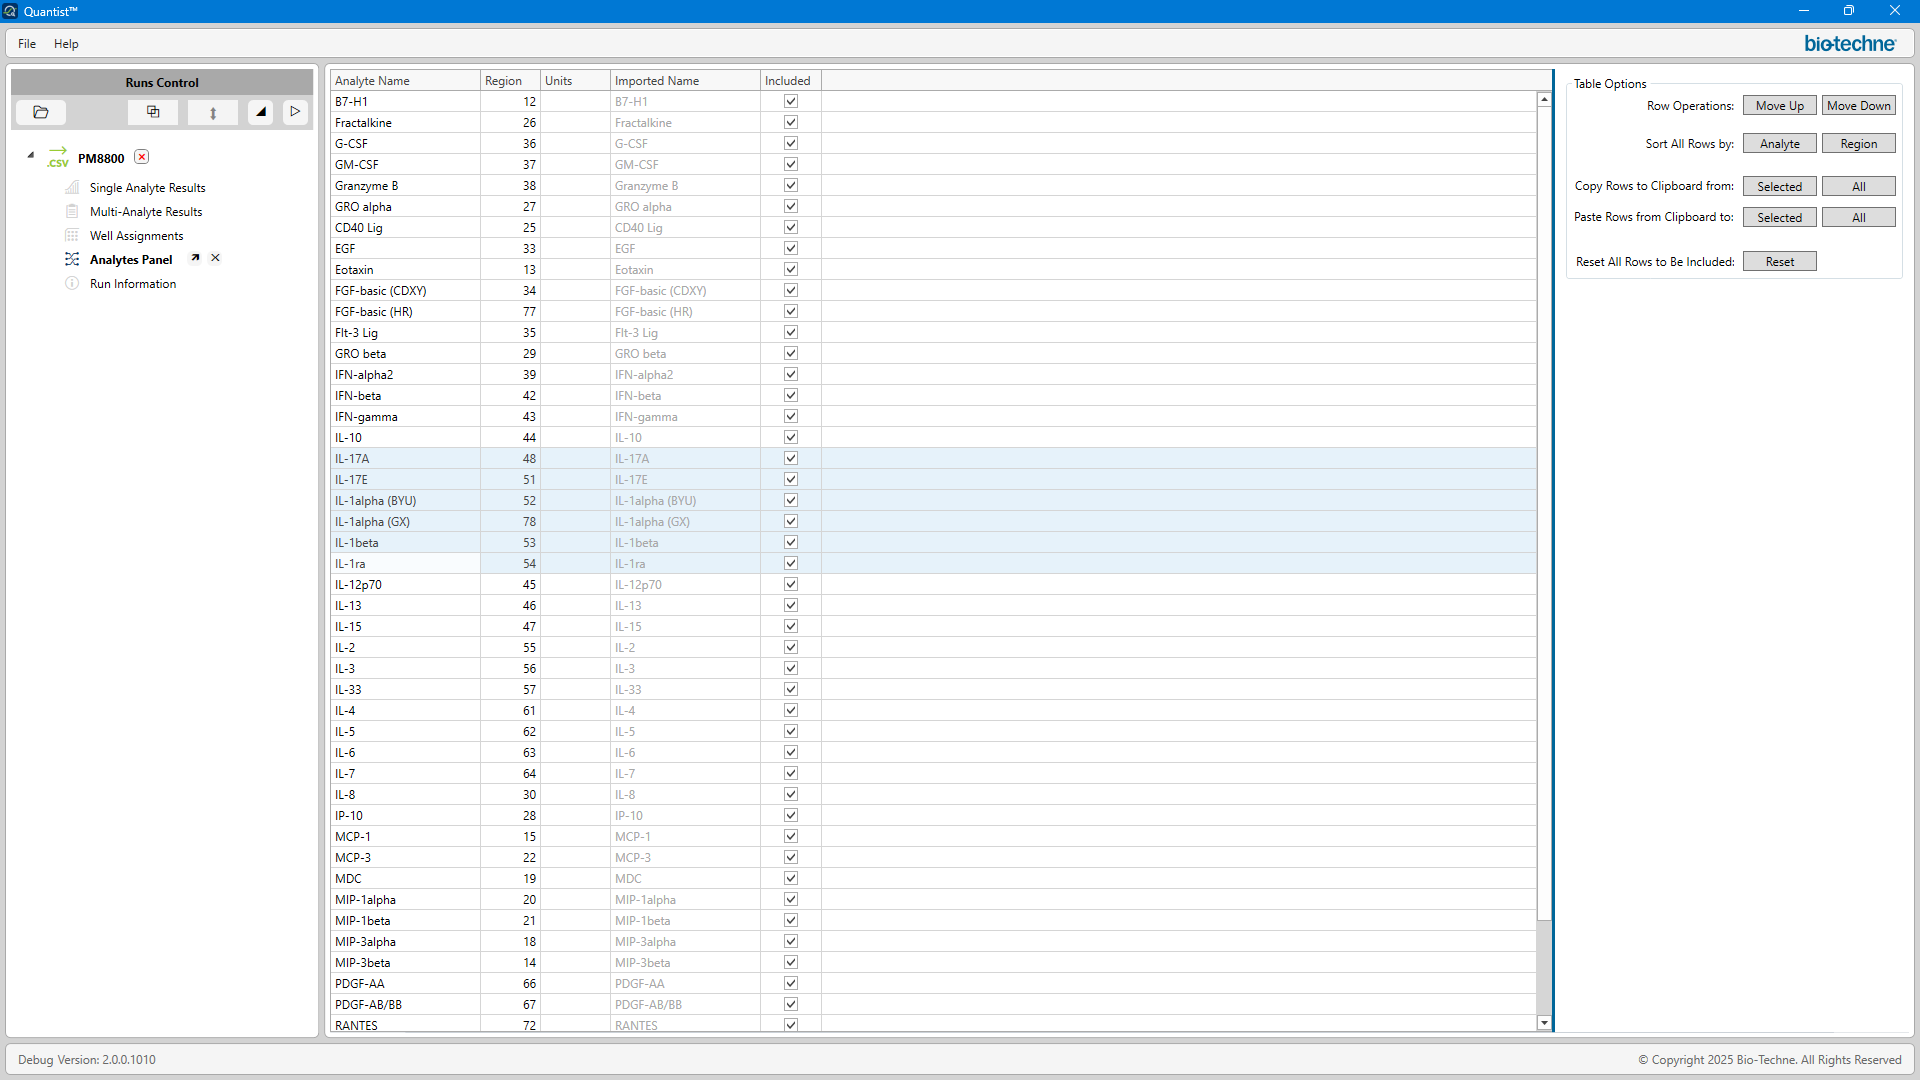 Quantist™
File Help
bio-techne
Runs Control
.CSV PM8800
Single Analyte Results
Multi-Analyte Results
Well Assignments
Analytes Panel
Run Information
Analyte Name Region Units Imported Name Included
B7-H1 12 B7-H1
Fractalkine 26 Fractalkine
G-CSF 36 G-CSF
GM-CSF 37 GM-CSF
Granzyme B 38 Granzyme B
GRO alpha 27 GRO alpha
CD40 Lig 25 CD40 Lig
EGF 33 EGF
Eotaxin 13 Eotaxin
FGF-basic (CDXY) 34 FGF-basic (CDXY)
FGF-basic (HR) 77 FGF-basic (HR)
Flt-3 Lig 35 Flt-3 Lig
GRO beta 29 GRO beta
IFN-alpha2 39 IFN-alpha2
IFN-beta 42 IFN-beta
IFN-gamma 43 IFN-gamma
IL-10 44 IL-10
IL-17A 48 IL-17A
IL-17E 51 IL-17E
IL-1alpha (BYU) 52 IL-1alpha (BYU)
IL-1alpha (GX) 78 IL-1alpha (GX)
IL-1beta 53 IL-1beta
IL-1ra 54 IL-1ra
IL-12p70 45 IL-12p70
IL-13 46 IL-13
IL-15 47 IL-15
IL-2 55 IL-2
IL-3 56 IL-3
IL-33 57 IL-33
IL-4 61 IL-4
IL-5 62 IL-5
IL-6 63 IL-6
IL-7 64 IL-7
IL-8 30 IL-8
IP-10 28 IP-10
MCP-1 15 MCP-1
MCP-3 22 MCP-3
MDC 19 MDC
MIP-1alpha 20 MIP-1alpha
MIP-1beta 21 MIP-1beta
MIP-3alpha 18 MIP-3alpha
MIP-3beta 14 MIP-3beta
PDGF-AA 66 PDGF-AA
PDGF-AB/BB 67 PDGF-AB/BB
RANTES 72 RANTES
Table Options
Row Operations: Move Up Move Down
Sort All Rows by: Analyte Region
Copy Rows to Clipboard from: Selected All
Paste Rows from Clipboard to: Selected All
Reset All Rows to Be Included: Reset
Debug Version: 2.0.0.1010
© Copyright 2025 Bio-Techne. All Rights Reserved